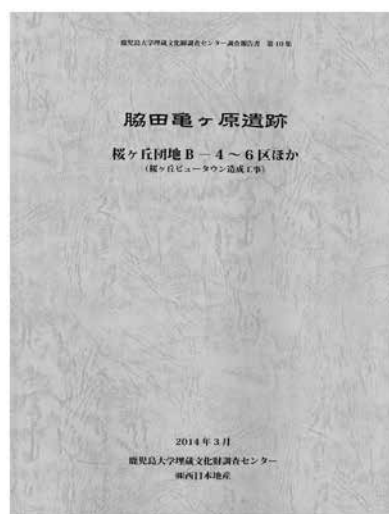 鹿児島大学埋蔵文化財調査センター調査報告書 第10集
脇田亀ヶ原遺跡
桜ヶ丘団地B-4～6区ほか
(桜ヶ丘ビュータウン造成工事)
2014年3月
鹿児島大学埋蔵文化財調査センター
㈱西日本地産